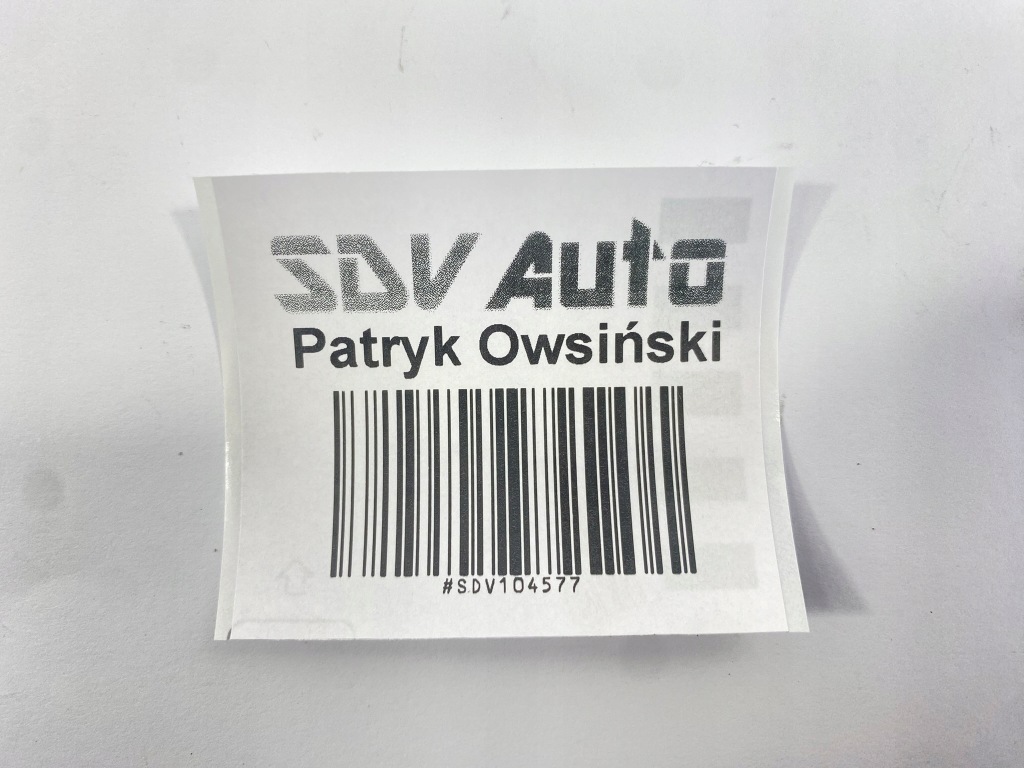 SDV Auto
Patryk Owsiński
#SDV104577